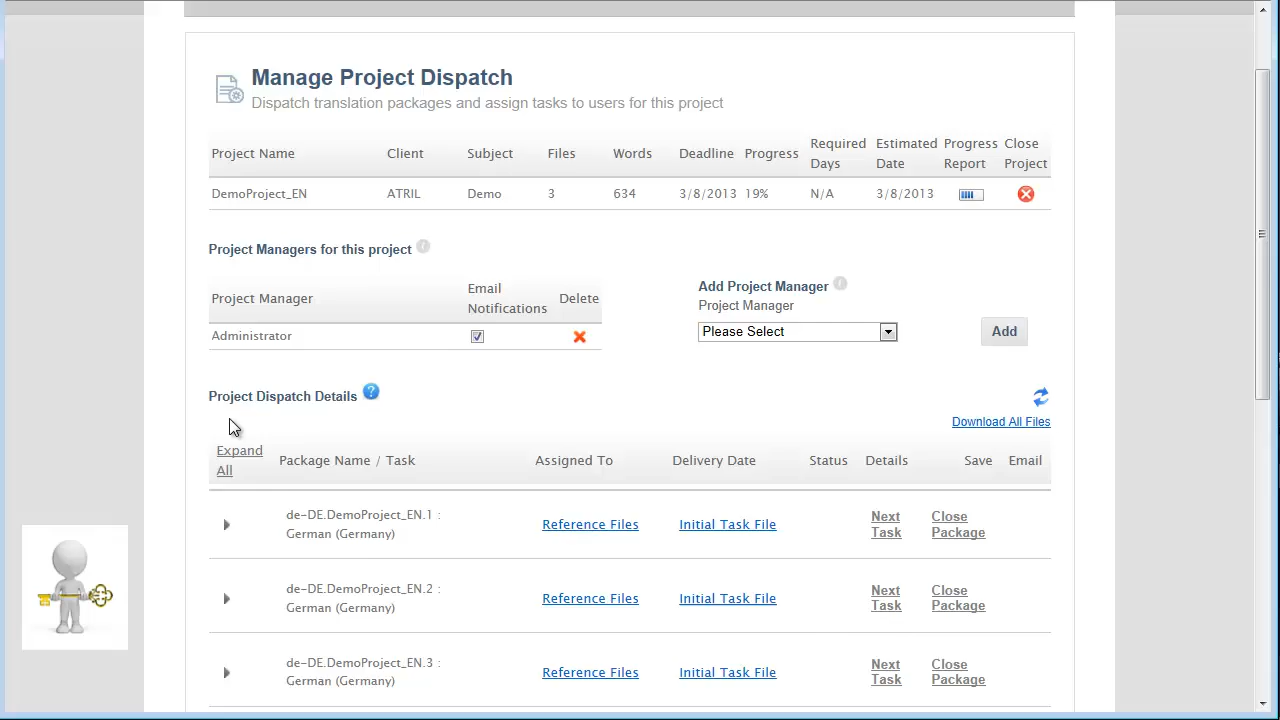 Manage Project Dispatch
Dispatch translation packages and assign tasks to users for this project
Project Name Client Subject Files Words Deadline Progress Required Days Estimated Date Progress Report Close Project
DemoProject_EN ATRIL Demo 3 634 3/8/2013 19% N/A 3/8/2013
Project Managers for this project
Project Manager Email Notifications Delete
Administrator
Add Project Manager
Project Manager
Please Select Add
Project Dispatch Details
Download All Files
Expand All Package Name / Task Assigned To Delivery Date Status Details Save Email
de-DE.DemoProject_EN.1 : German (Germany) Reference Files Initial Task File Next Task Close Package
de-DE.DemoProject_EN.2 : German (Germany) Reference Files Initial Task File Next Task Close Package
de-DE.DemoProject_EN.3 : German (Germany) Reference Files Initial Task File Next Task Close Package